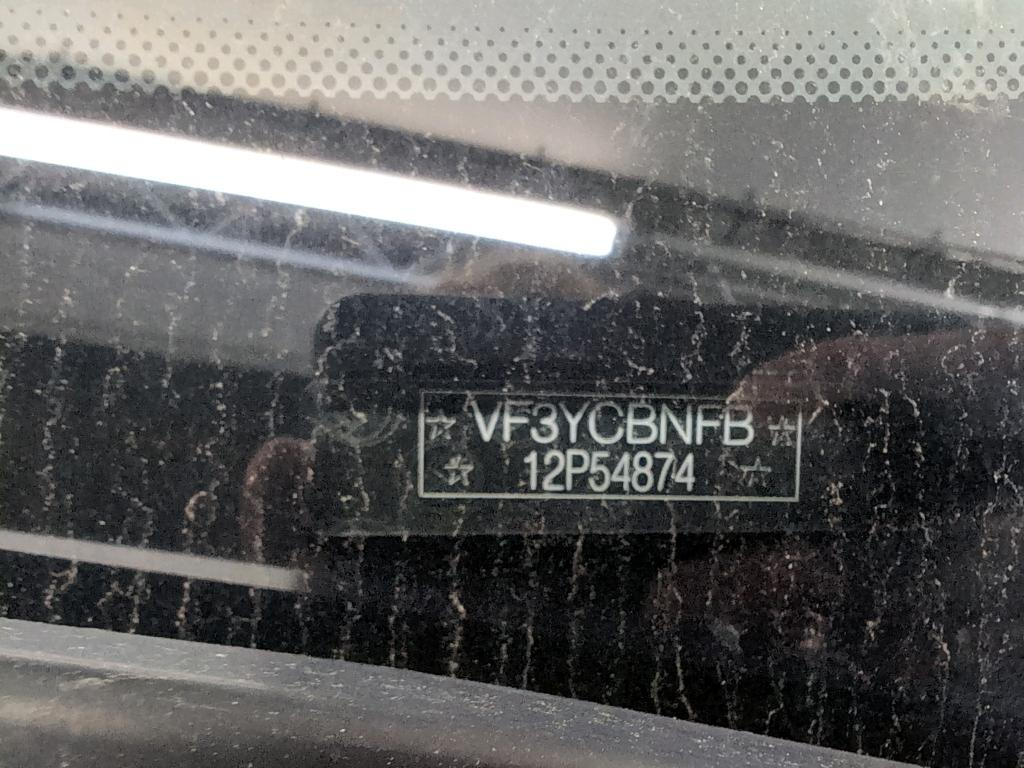 ☆ VF3YCBNFB ☆
☆ 12P54874 ☆